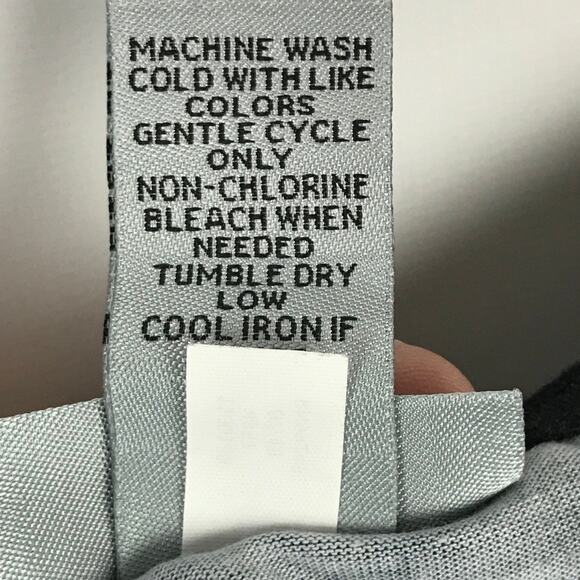 MACHINE WASH
COLD WITH LIKE
COLORS
GENTLE CYCLE
ONLY
NON-CHLORINE
BLEACH WHEN
NEEDED
TUMBLE DRY
LOW
COOL IRON IF